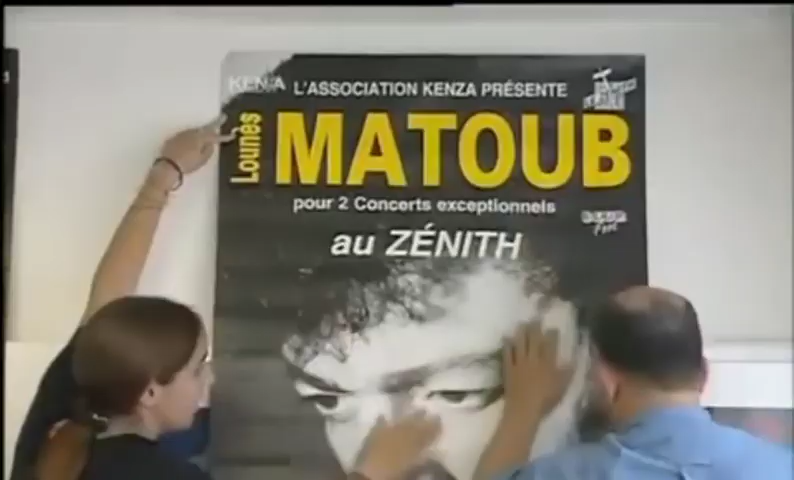 KENZA
L'ASSOCIATION KENZA PRÉSENTE
Lounès
MATOUB
pour 2 Concerts exceptionnels
au ZÉNITH